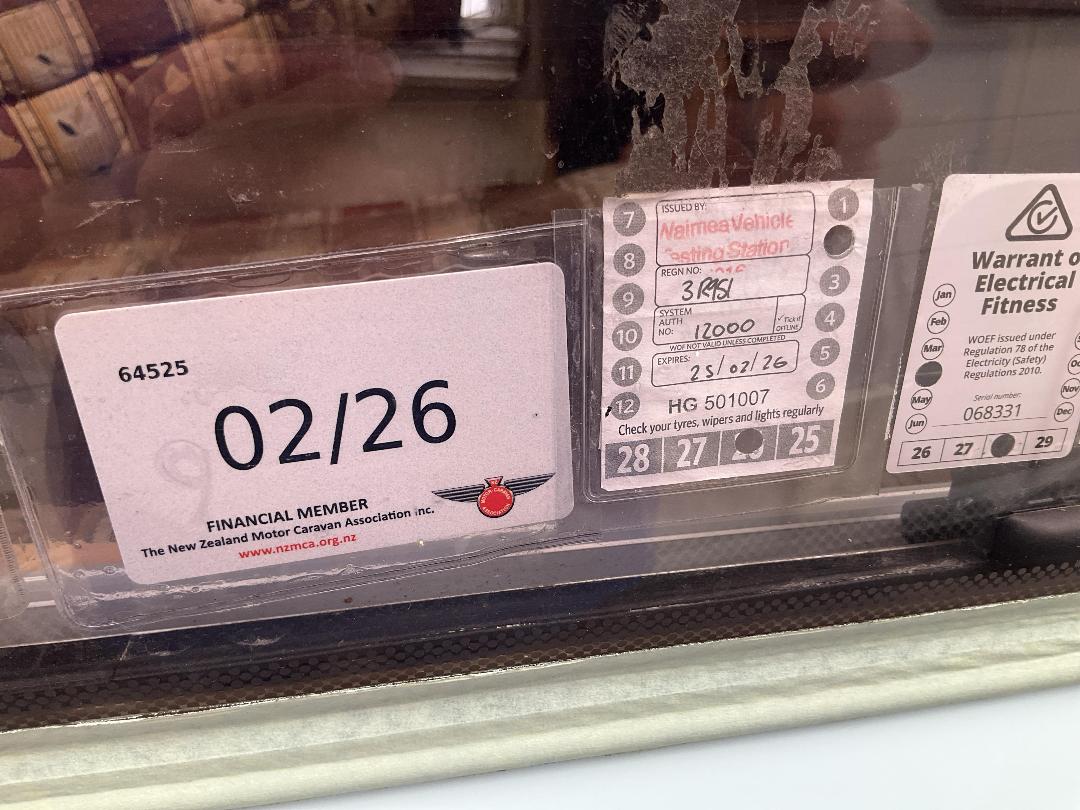 64525
02/26
FINANCIAL MEMBER
The New Zealand Motor Caravan Association Inc.
www.nzmca.org.nz
MOTOR CARAVAN
ASSOCIATION
7
8
9
10
11
12
ISSUED BY:
Waimea Vehicle
Testing Station
REGN NO:
SYSTEM
AUTH
NO: 12000
✓Tick if
OFFLINE
WOF NOT VALID UNLESS COMPLETED
EXPIRES: 25/02/26
HG 501007
1
3
4
5
6
Check your tyres, wipers and lights regularly
28 27 25
Warrant o
Electrical
Fitness
Jan
Feb
Mar
May
Jun
WOEF issued under
Regulation 78 of the
Electricity (Safety)
Regulations 2010.
Serial number:
068331
Nov
Dec
26 27 29